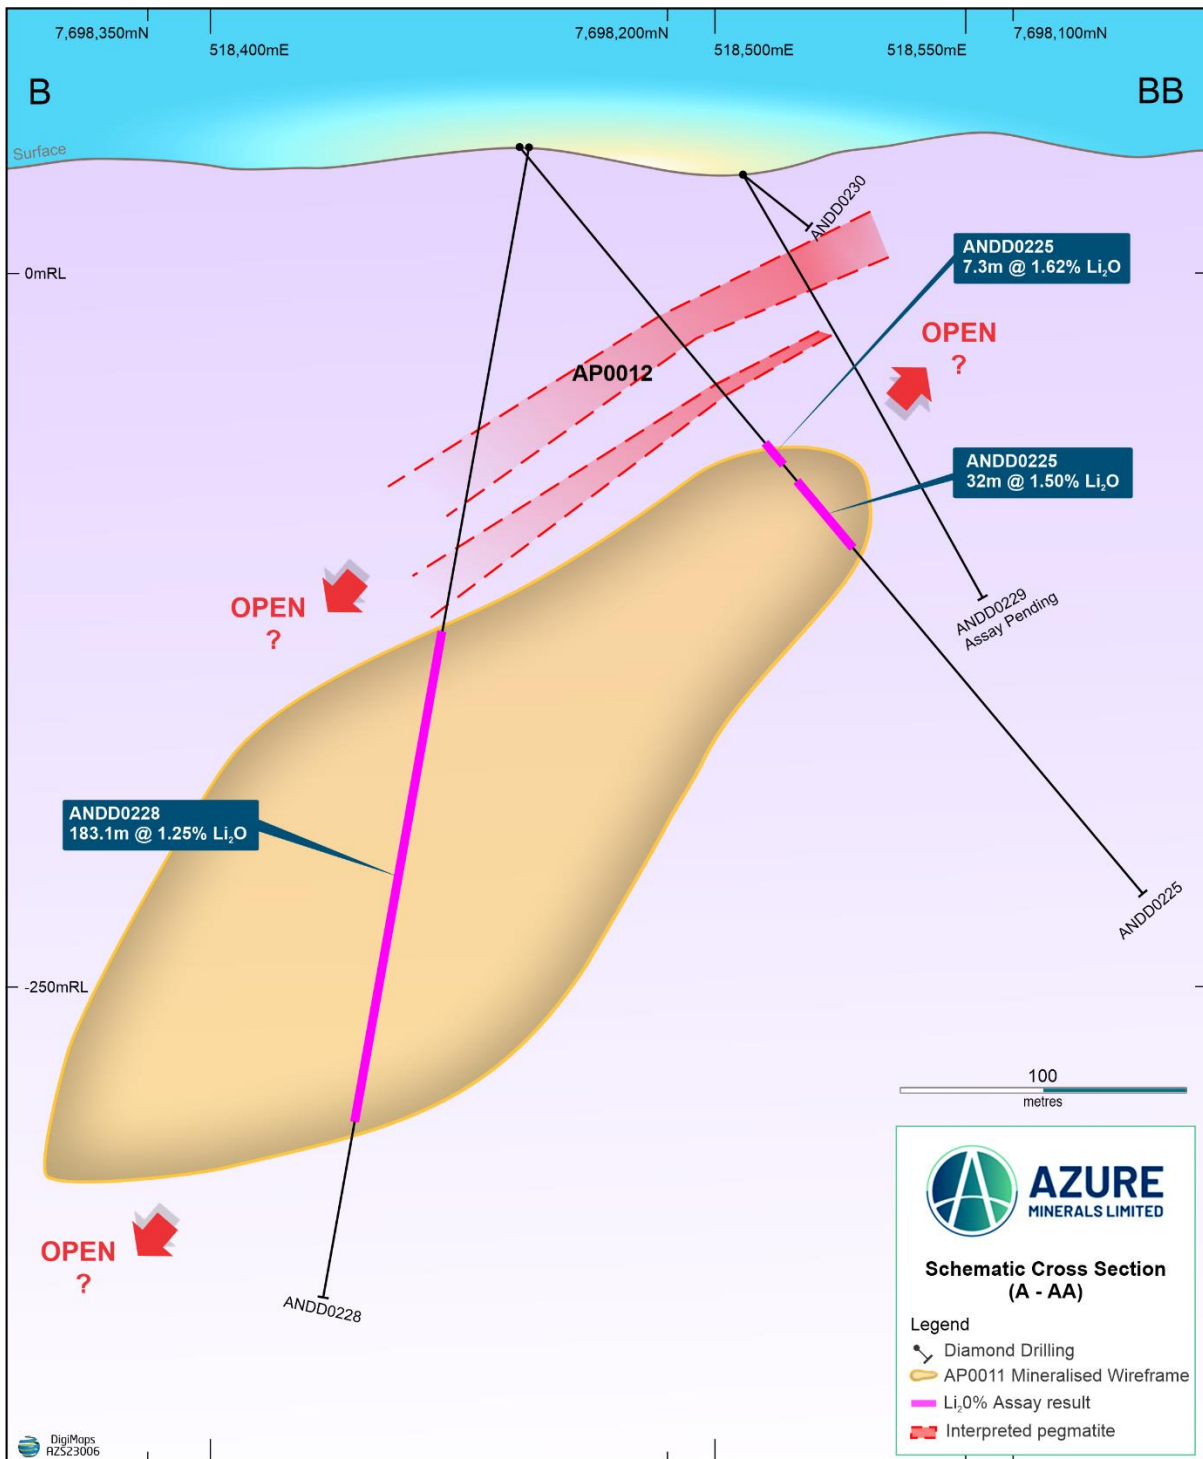 7,698,350mN
518,400mE
7,698,200mN
518,500mE
518,550mE
7,698,100mN
B
BB
Surface
ANDD0230
ANDD0225
7.3m @ 1.62% Li₂O
0mRL
OPEN
?
AP0012
ANDD0225
32m @ 1.50% Li₂O
OPEN
?
ANDD0229
Assay Pending
ANDD0228
183.1m @ 1.25% Li₂O
ANDD0225
-250mRL
100
metres
OPEN
?
ANDD0228
AZURE
MINERALS LIMITED
Schematic Cross Section
(A - AA)
Legend
Diamond Drilling
AP0011 Mineralised Wireframe
Li₂0% Assay result
Interpreted pegmatite
DigiMaps
AZS23006